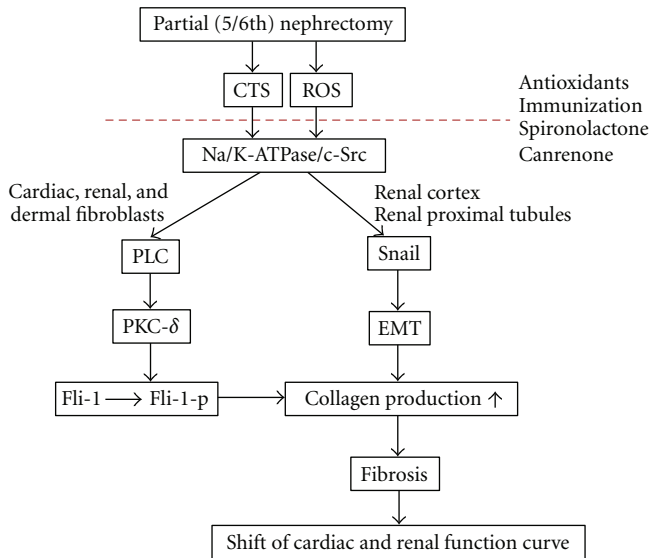 Partial (5/6th) nephrectomy
CTS
ROS
Antioxidants
Immunization
Spironolactone
Canrenone
Na/K-ATPase/c-Src
Cardiac, renal, and
dermal fibroblasts
Renal cortex
Renal proximal tubules
PLC
Snail
PKC-δ
EMT
Fli-1 ⟶ Fli-1-p
Collagen production ↑
Fibrosis
Shift of cardiac and renal function curve